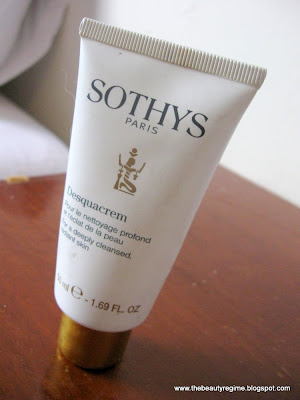 SOTHYS
PARIS
Desquacrem
pour le nettoyage profond
et l'éclat de la peau
for a deeply cleansed,
radiant skin
50 ml e - 1.69 FL. OZ
www.thebeautyregime.blogspot.com